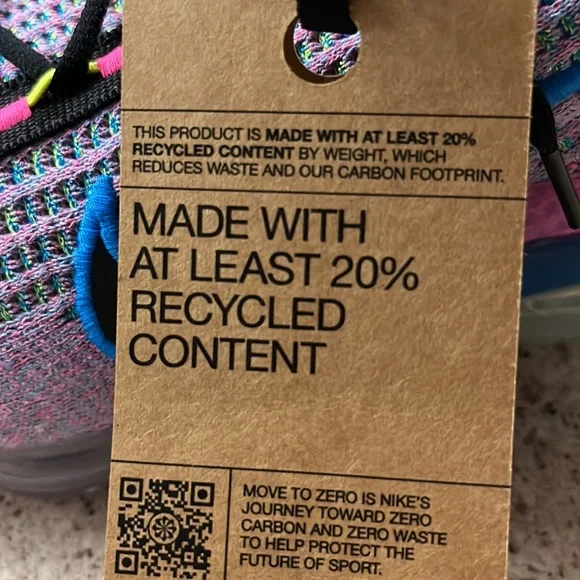 THIS PRODUCT IS MADE WITH AT LEAST 20%
RECYCLED CONTENT BY WEIGHT, WHICH
REDUCES WASTE AND OUR CARBON FOOTPRINT.
MADE WITH
AT LEAST 20%
RECYCLED
CONTENT
MOVE TO ZERO IS NIKE'S
JOURNEY TOWARD ZERO
CARBON AND ZERO WASTE
TO HELP PROTECT THE
FUTURE OF SPORT.